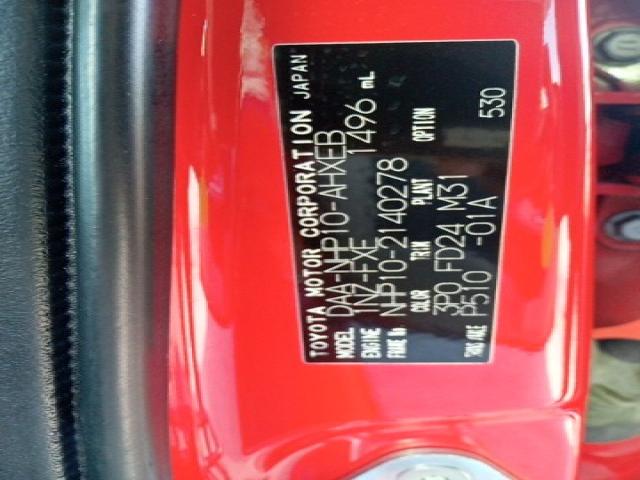 TOYOTA MOTOR CORPORATION JAPAN
MODEL DAA-NHP10-AHXEB
ENGINE 1NZ-FXE 1496 mL
FRAME No. NHP10-2140278
COLOR TRIM PLANT OPTION
3P0 FD24 M31
TRNS/AXLE P510 -01A 530